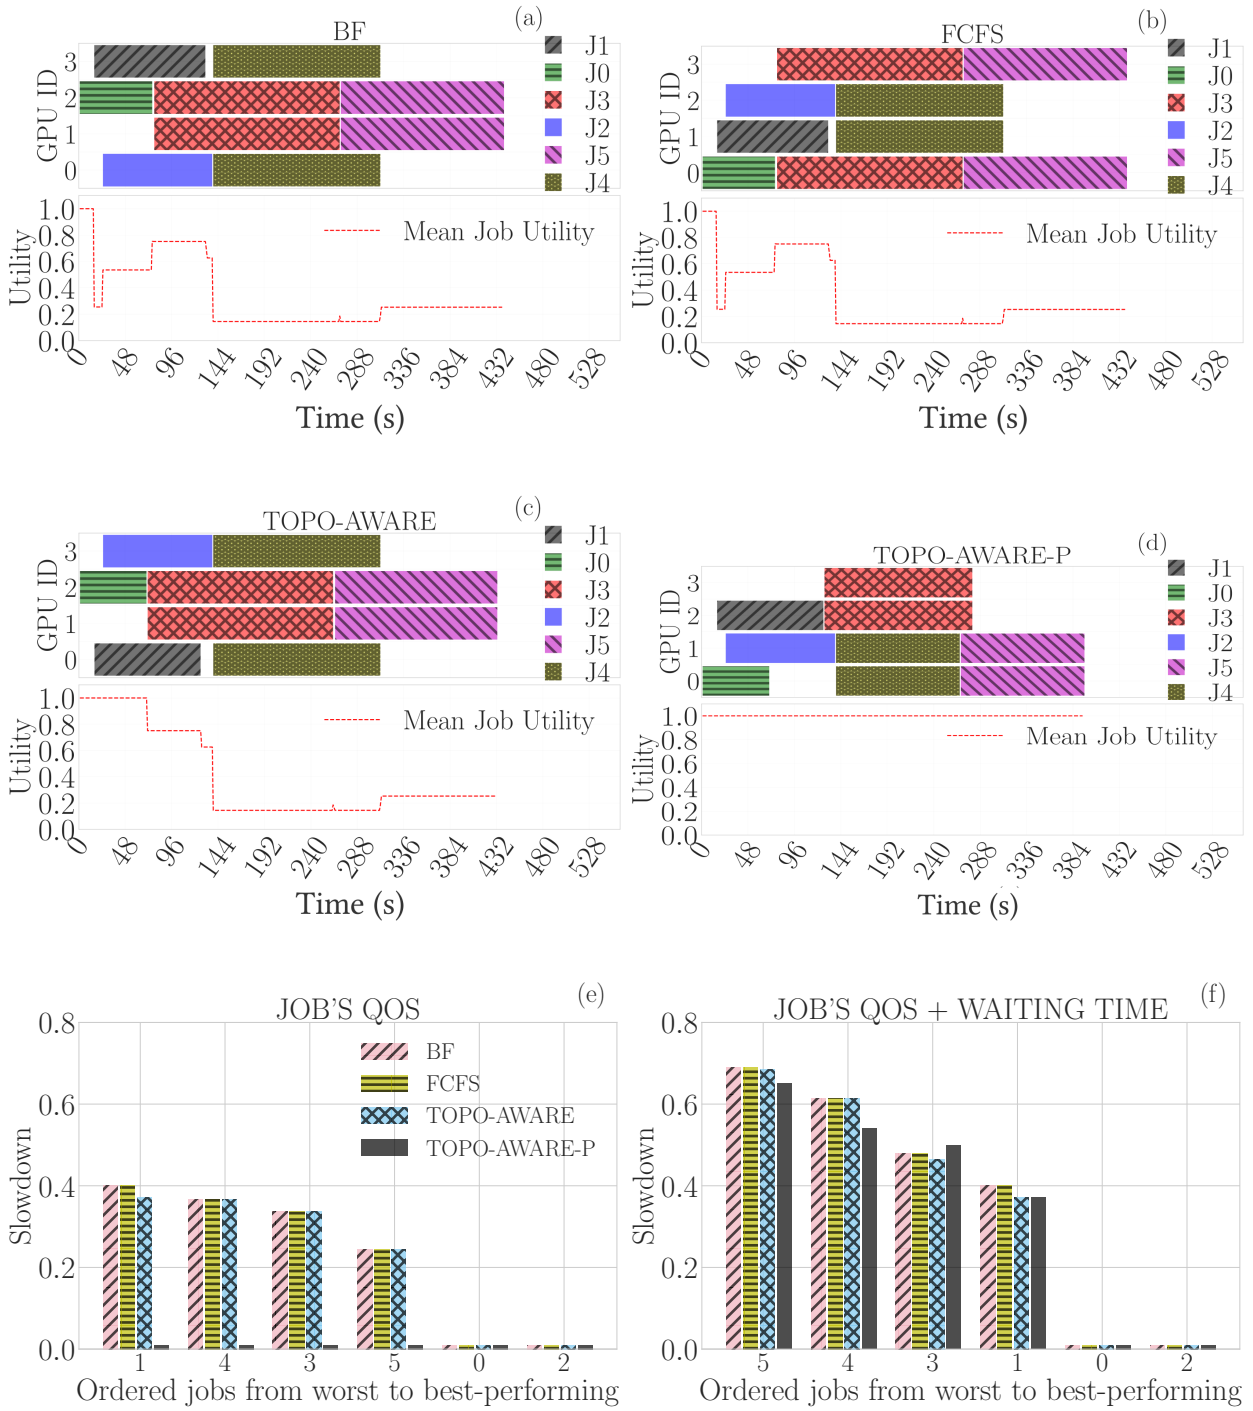 (a)
BF
GPU ID
3
2
1
0
J1
J0
J3
J2
J5
J4
Utility
1.0
0.8
0.6
0.4
0.2
0.0
Mean Job Utility
0 48 96 144 192 240 288 336 384 432 480 528
Time (s)
(b)
FCFS
GPU ID
3
2
1
0
J1
J0
J3
J2
J5
J4
Utility
1.0
0.8
0.6
0.4
0.2
0.0
Mean Job Utility
0 48 96 144 192 240 288 336 384 432 480 528
Time (s)
(c)
TOPO-AWARE
GPU ID
3
2
1
0
J1
J0
J3
J2
J5
J4
Utility
1.0
0.8
0.6
0.4
0.2
0.0
Mean Job Utility
0 48 96 144 192 240 288 336 384 432 480 528
Time (s)
(d)
TOPO-AWARE-P
GPU ID
3
2
1
0
J1
J0
J3
J2
J5
J4
Utility
1.0
0.8
0.6
0.4
0.2
0.0
Mean Job Utility
0 48 96 144 192 240 288 336 384 432 480 528
Time (s)
(e)
JOB'S QOS
Slowdown
0.8
0.6
0.4
0.2
0.0
BF
FCFS
TOPO-AWARE
TOPO-AWARE-P
1 4 3 5 0 2
Ordered jobs from worst to best-performing
(f)
JOB'S QOS + WAITING TIME
Slowdown
0.8
0.6
0.4
0.2
0.0
5 4 3 1 0 2
Ordered jobs from worst to best-performing